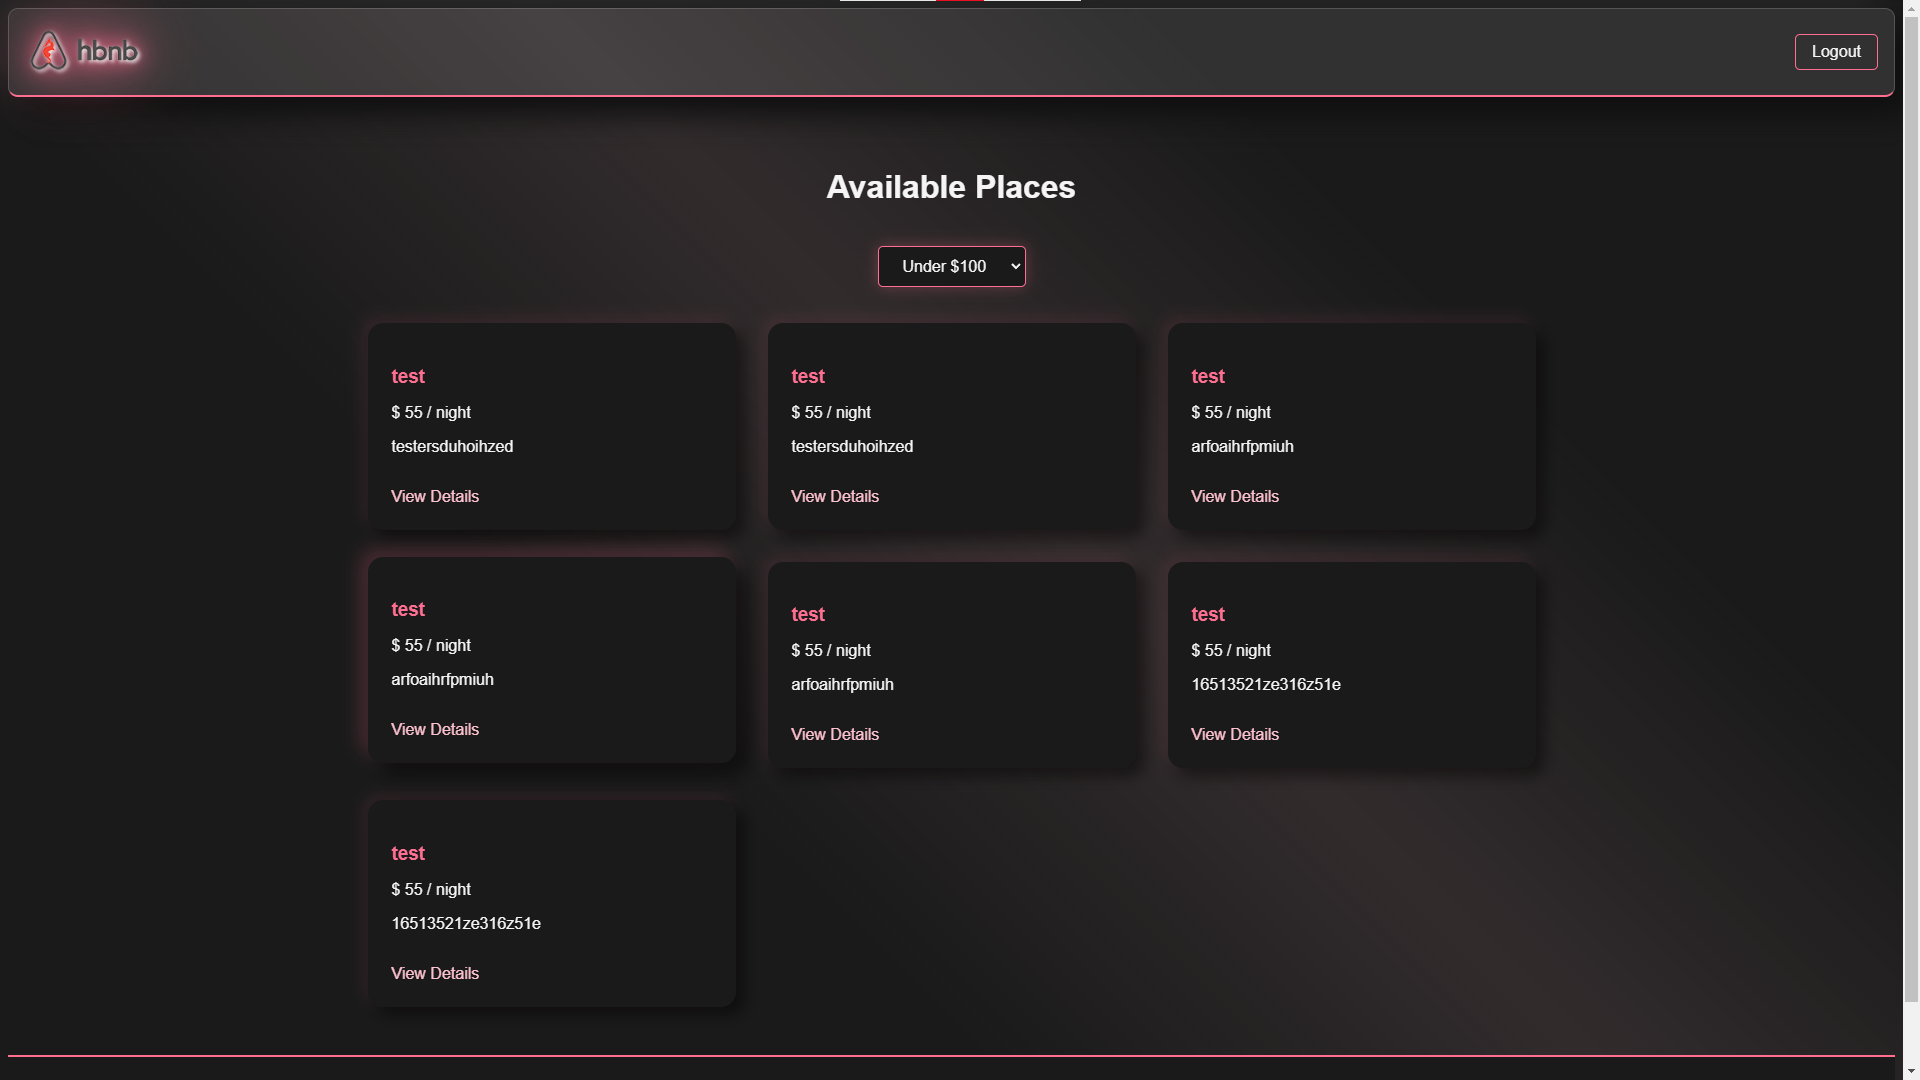 hbnb
Logout
Available Places
Under $100
test
$ 55 / night
testersduhoihzed
View Details
test
$ 55 / night
testersduhoihzed
View Details
test
$ 55 / night
arfoaihrfpmiuh
View Details
test
$ 55 / night
arfoaihrfpmiuh
View Details
test
$ 55 / night
arfoaihrfpmiuh
View Details
test
$ 55 / night
16513521ze316z51e
View Details
test
$ 55 / night
16513521ze316z51e
View Details